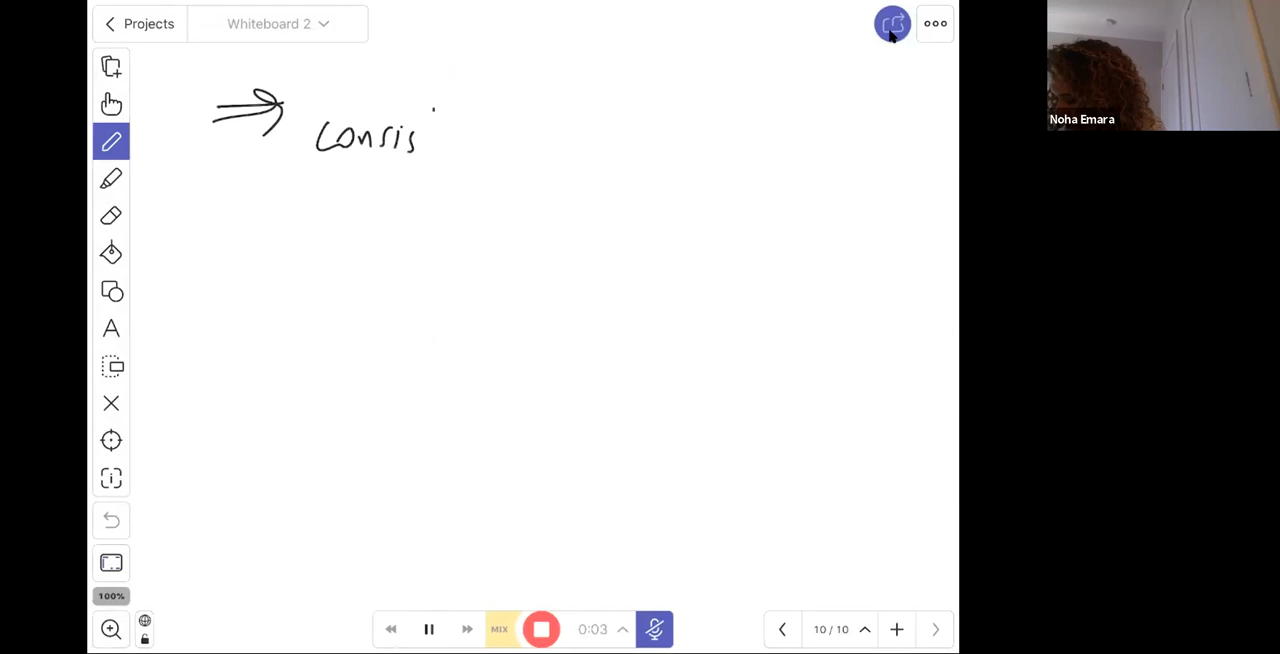 Projects
Whiteboard 2
Consis
Noha Emara
A
100%
MIX
0:03
10 / 10